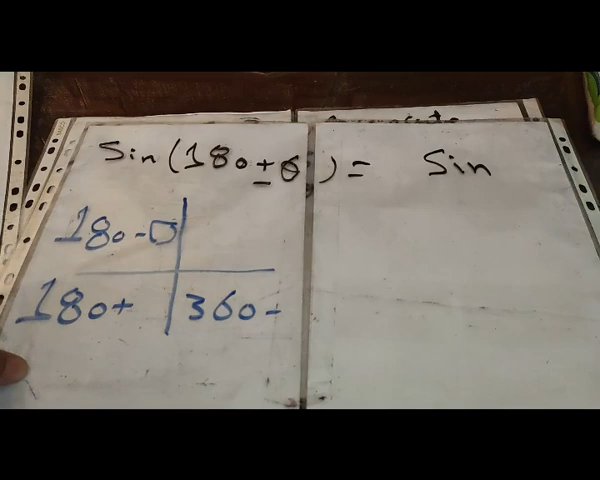 Sin (180 ± θ) = Sin
180 - □
180 + 360 -